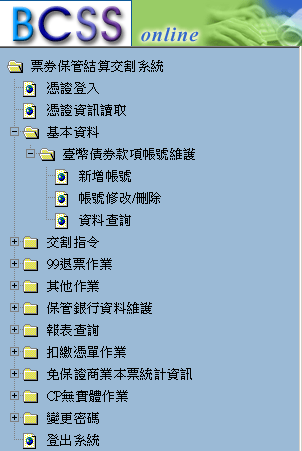 BCSS
online
票券保管結算交割系統
憑證登入
憑證資訊讀取
基本資料
臺幣債券款項帳號維護
新增帳號
帳號修改/刪除
資料查詢
交割指令
99退票作業
其他作業
保管銀行資料維護
報表查詢
扣繳憑單作業
免保證商業本票統計資訊
CP無實體作業
變更密碼
登出系統